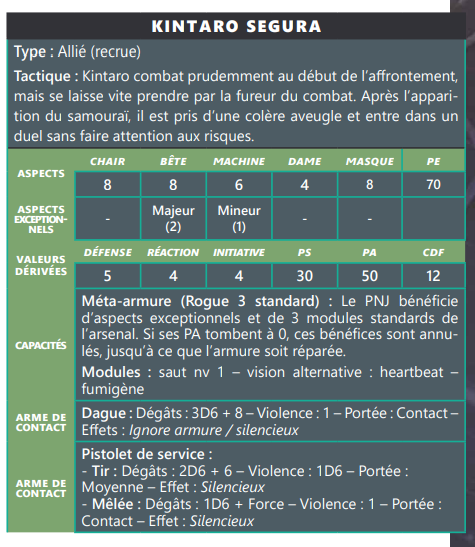 KINTARO SEGURA
Type : Allié (recrue)
Tactique : Kintaro combat prudemment au début de l'affrontement,
mais se laisse vite prendre par la fureur du combat. Après l'appari-
tion du samouraï, il est pris d'une colère aveugle et entre dans un
duel sans faire attention aux risques.
ASPECTS
CHAIR BÊTE MACHINE DAME MASQUE PE
8 8 6 4 8 70
ASPECTS
EXCEPTION-
NELS
- Majeur (2) Mineur (1) - -
VALEURS
DÉRIVÉES
DÉFENSE RÉACTION INITIATIVE PS PA CDF
5 4 4 30 50 12
CAPACITÉS
Méta-armure (Rogue 3 standard) : Le PNJ bénéficie
d'aspects exceptionnels et de 3 modules standards de
l'arsenal. Si ses PA tombent à 0, ces bénéfices sont annu-
lés, jusqu'à ce que l'armure soit réparée.
Modules : saut nv 1 – vision alternative : heartbeat –
fumigène
ARME DE
CONTACT
Dague : Dégâts : 3D6 + 8 – Violence : 1 – Portée : Contact –
Effets : Ignore armure / silencieux
ARME DE
CONTACT
Pistolet de service :
- Tir : Dégâts : 2D6 + 6 – Violence : 1D6 – Portée :
Moyenne – Effet : Silencieux
- Mêlée : Dégâts : 1D6 + Force – Violence : 1 – Portée :
Contact – Effet : Silencieux